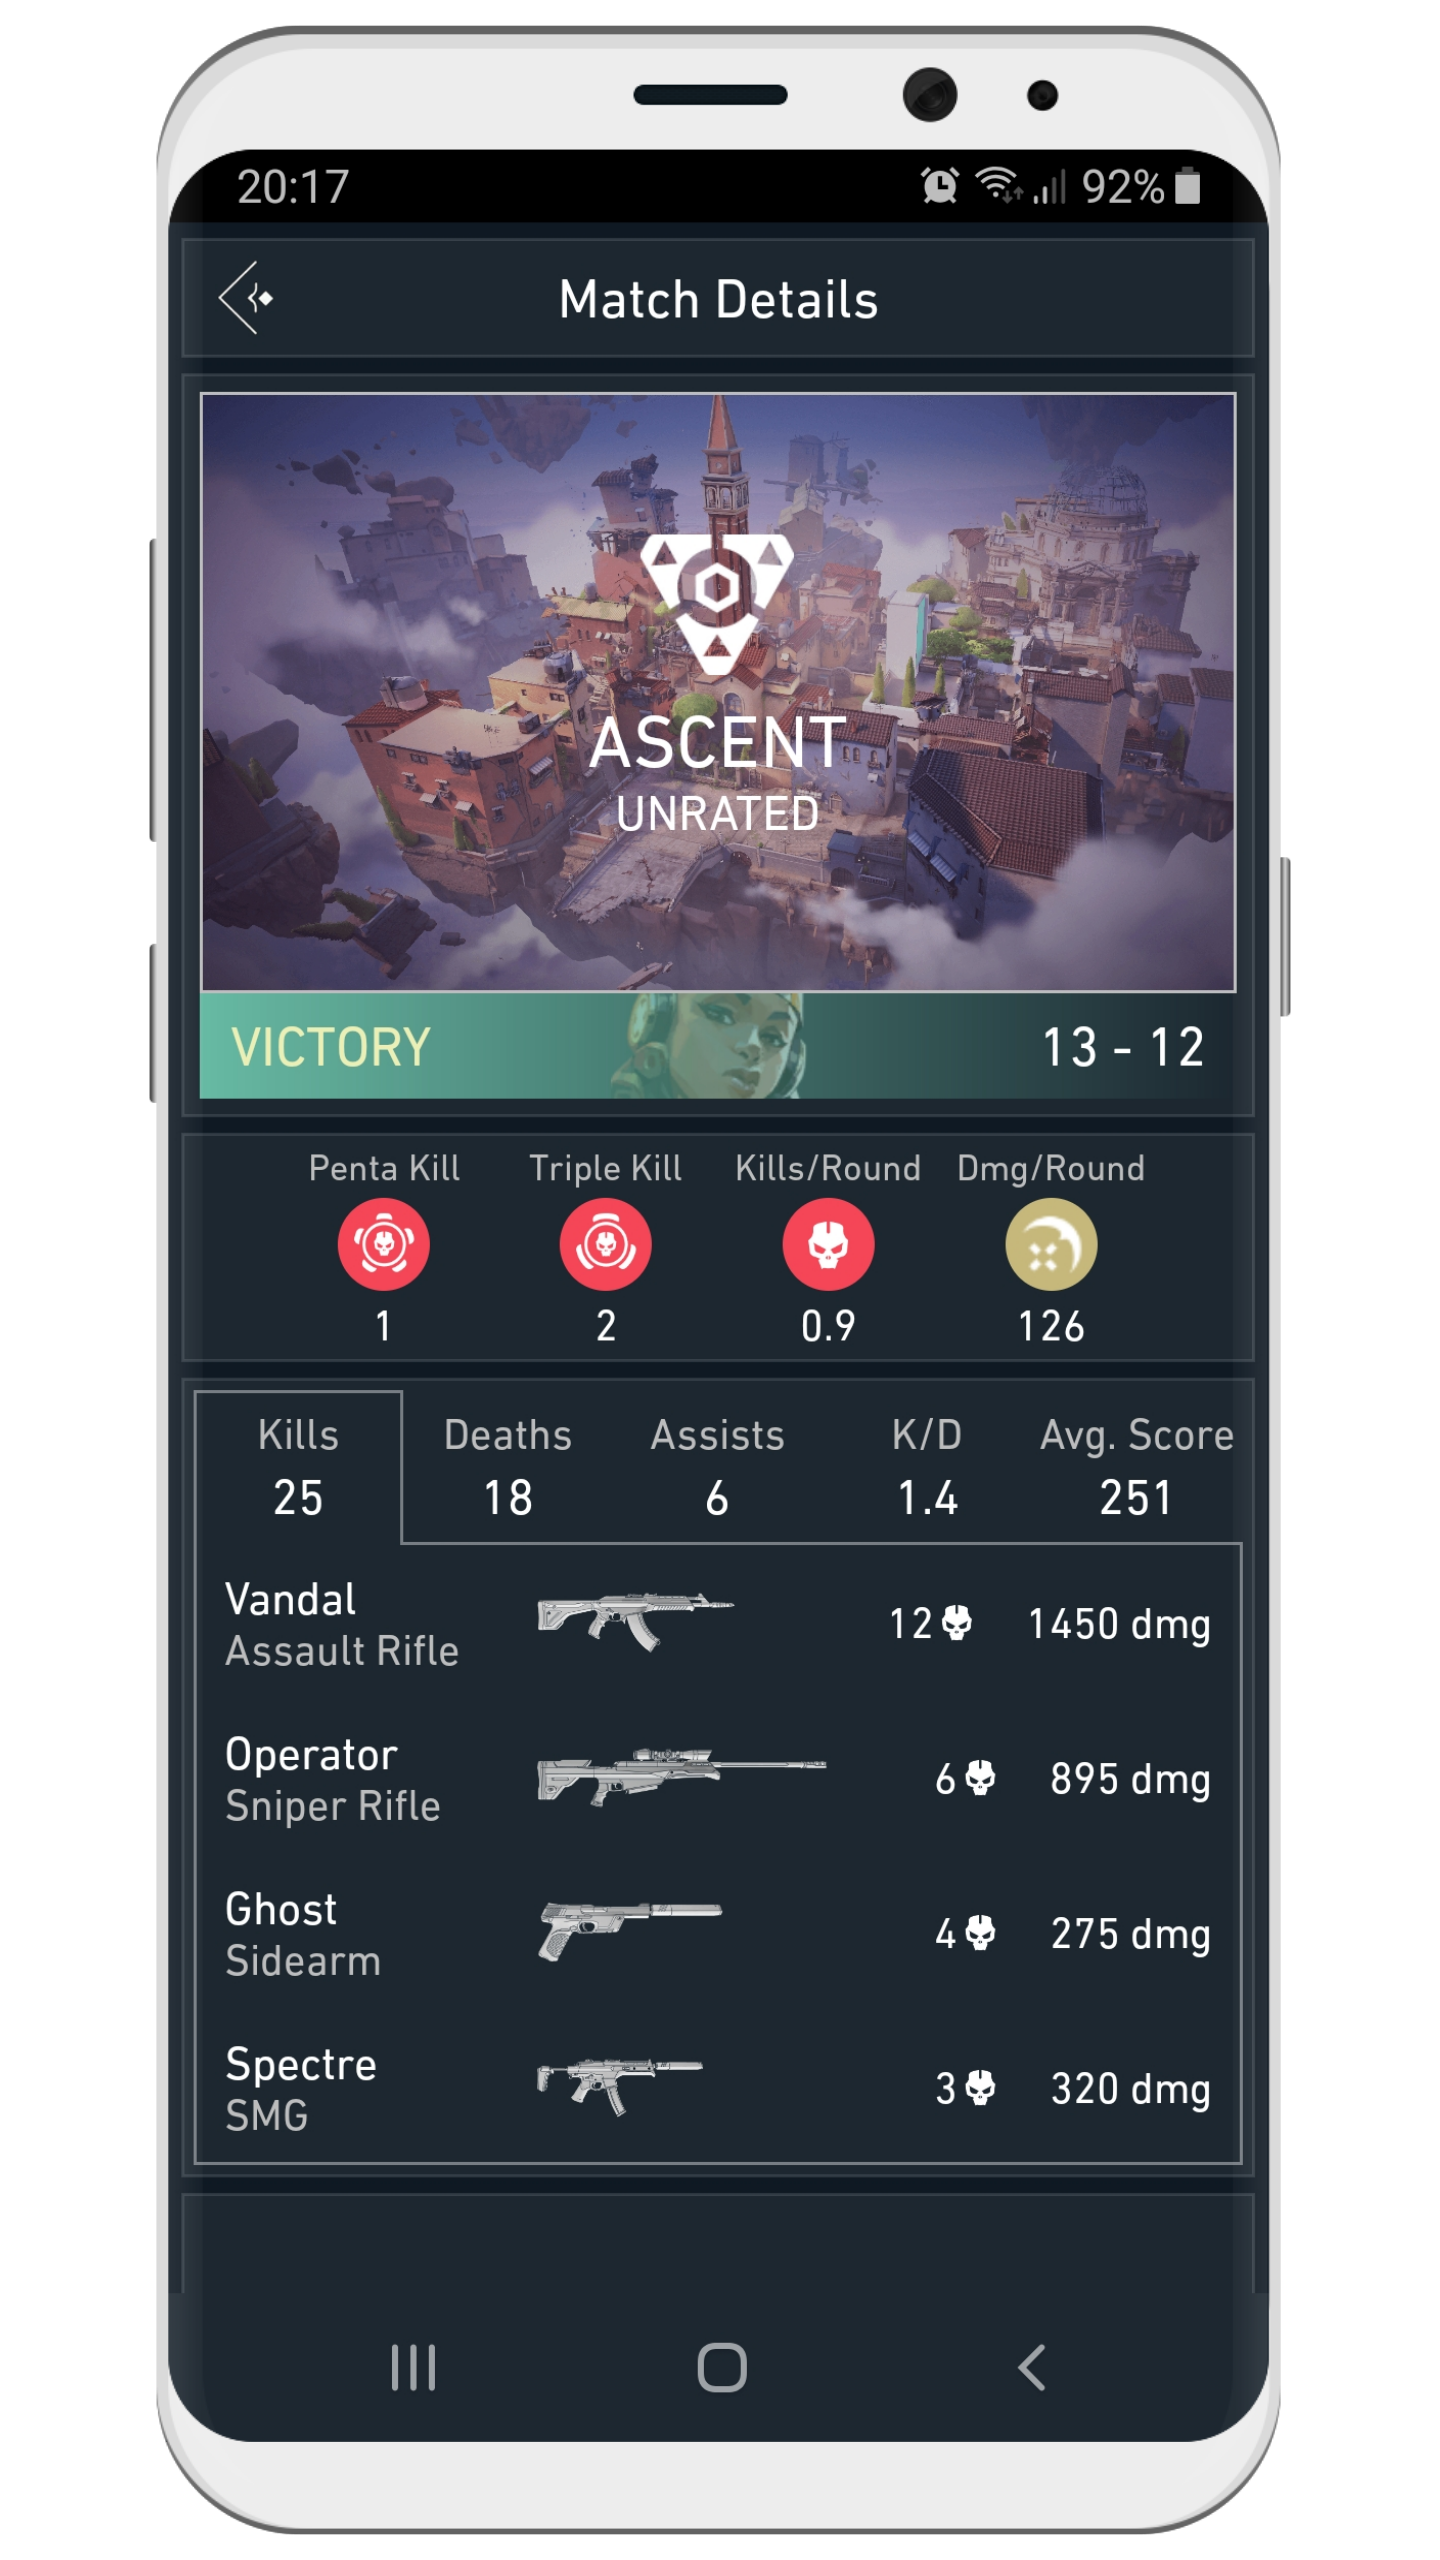 20:17 92%
Match Details
ASCENT
UNRATED
VICTORY 13 - 12
Penta Kill Triple Kill Kills/Round Dmg/Round
1 2 0.9 126
Kills Deaths Assists K/D Avg. Score
25 18 6 1.4 251
Vandal
Assault Rifle
12 1450 dmg
Operator
Sniper Rifle
6 895 dmg
Ghost
Sidearm
4 275 dmg
Spectre
SMG
3 320 dmg